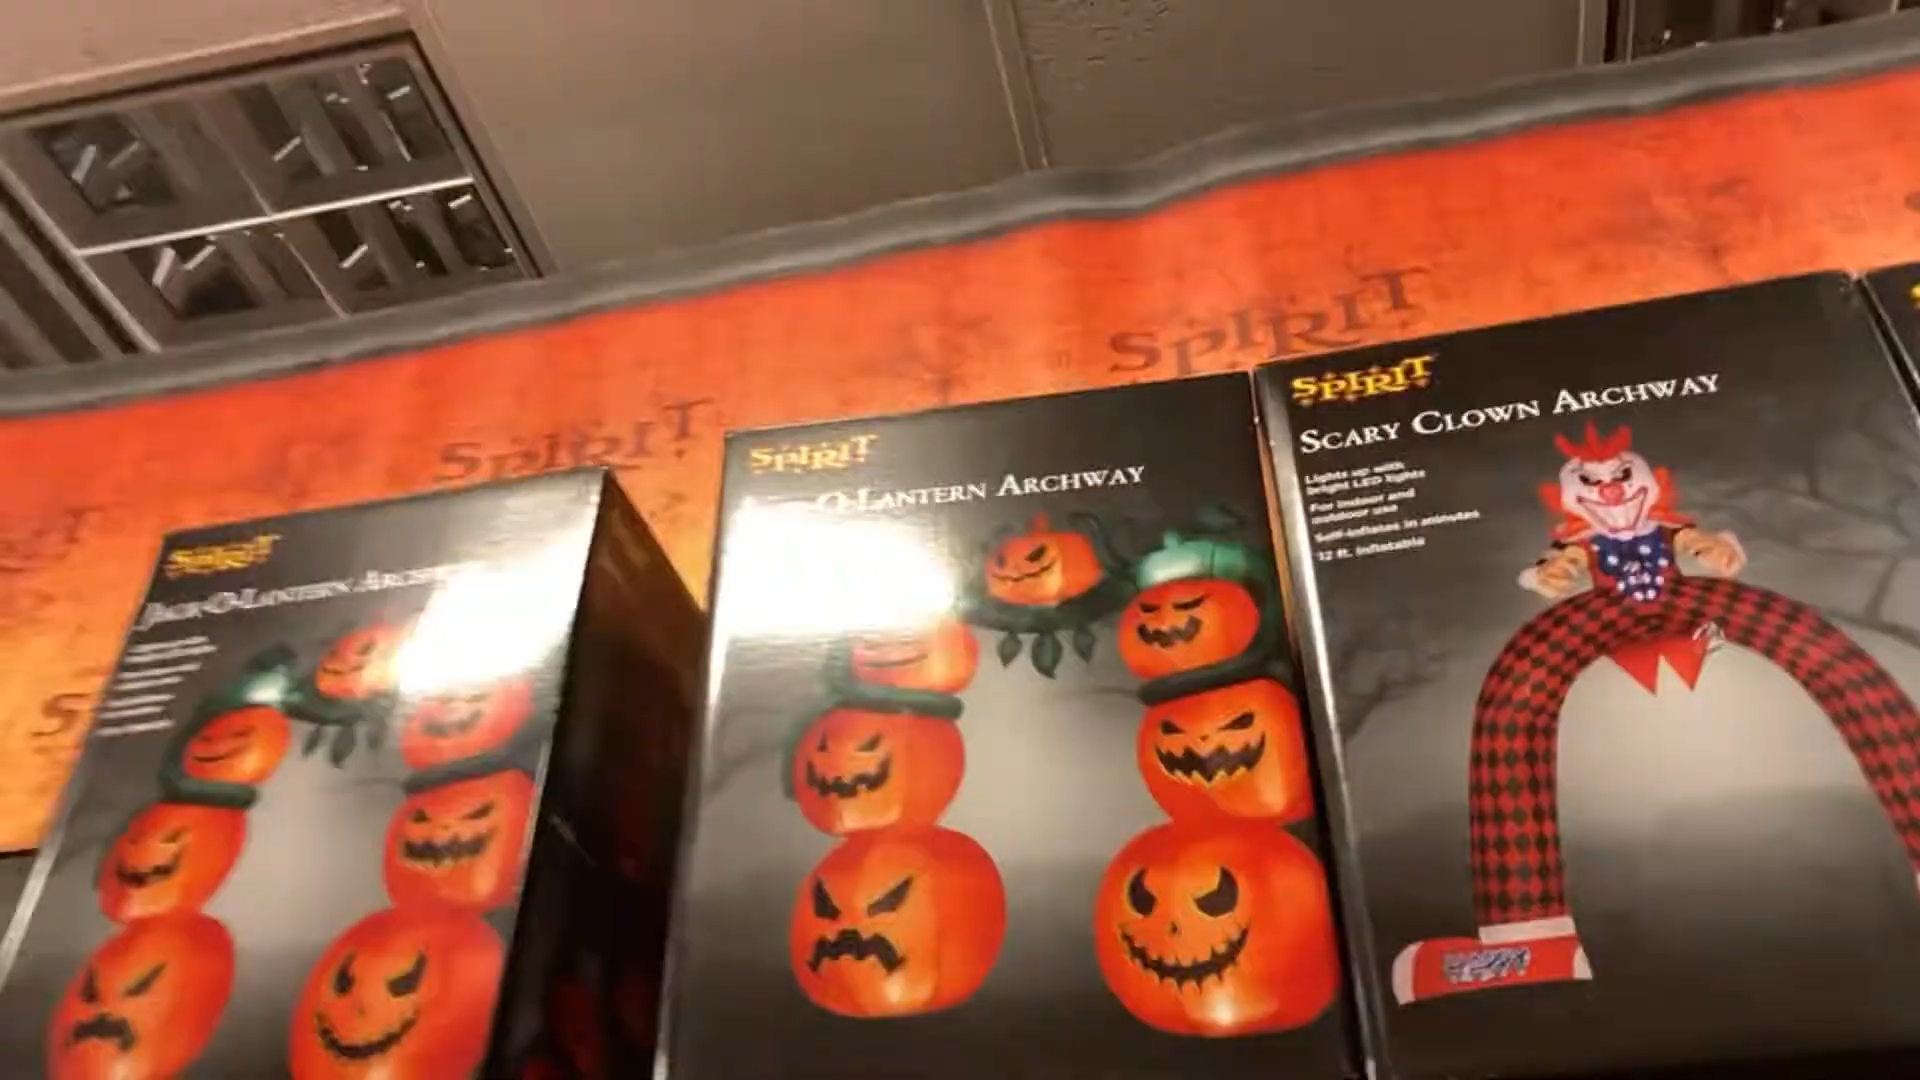 SPIRIT
SPIRIT
SPIRIT
JACK-O-LANTERN
SPIRIT
O-LANTERN ARCHWAY
SPIRIT
SCARY CLOWN ARCHWAY
Lights up with
bright LED lights
For indoor and
outdoor use
Self-inflates in minutes
12 ft. inflatable